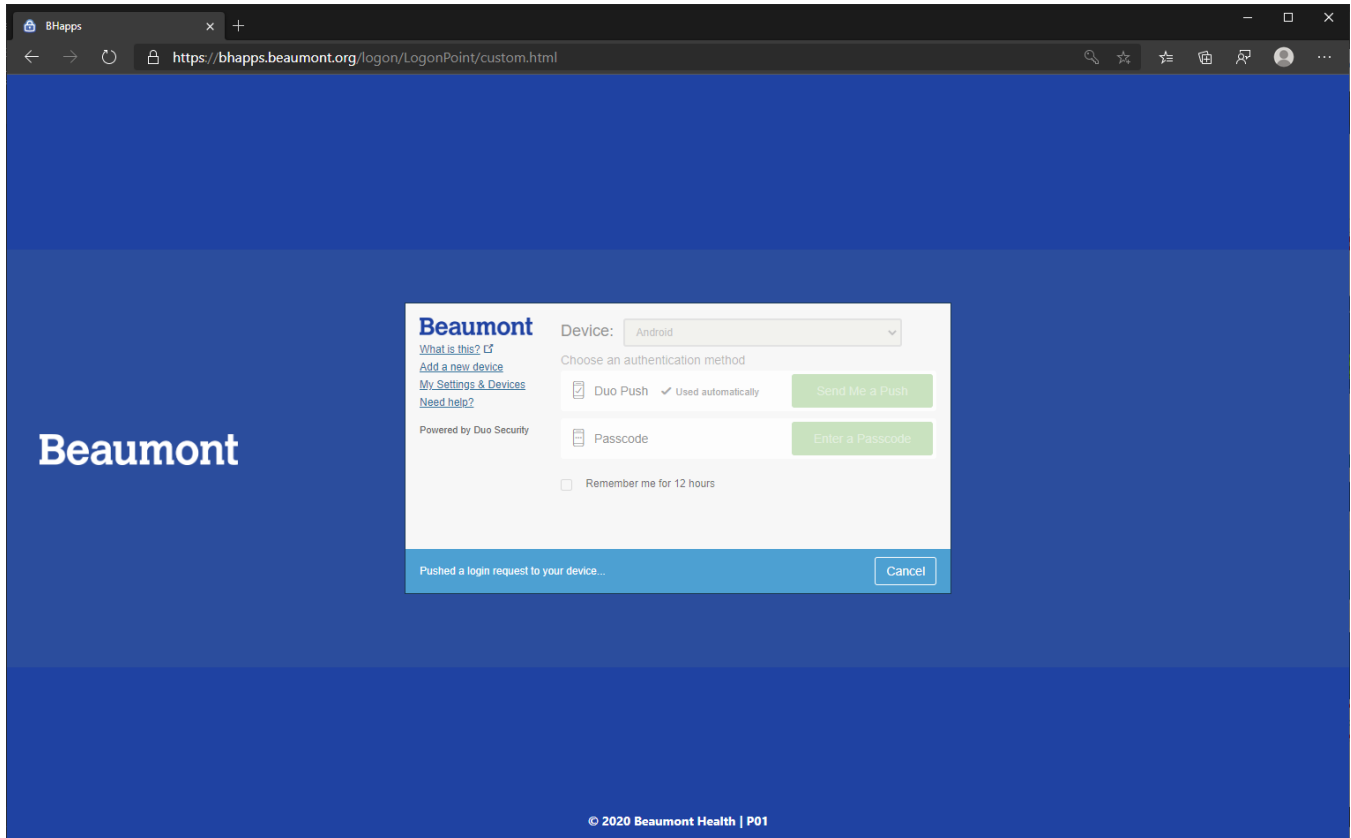 BHapps
https://bhapps.beaumont.org/logon/LogonPoint/custom.html
Beaumont
Beaumont
What is this?
Add a new device
My Settings & Devices
Need help?
Powered by Duo Security
Device: Android
Choose an authentication method
Duo Push Used automatically Send Me a Push
Passcode Enter a Passcode
Remember me for 12 hours
Pushed a login request to your device... Cancel
© 2020 Beaumont Health | P01